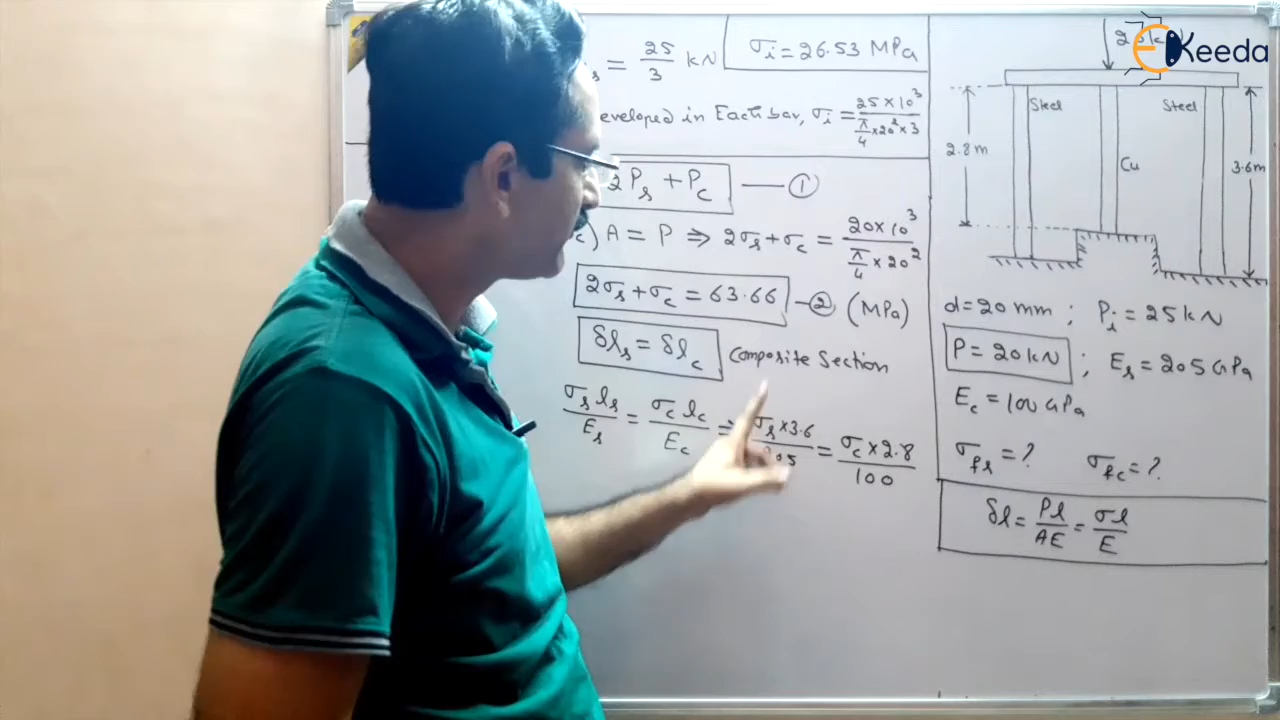 s = 25/3 kN
σi = 26.53 MPa
eveloped in Each bar, σi = 25×10³ / (π/4 ×20²×3)
2Ps + Pc — ①
c) A = P ⇒ 2σs + σc = 20×10³ / (π/4 × 20²)
2σs + σc = 63.66 — ② (MPa)
δls = δlc Composite Section
σs ls / Es = σc lc / Ec ⇒ σs × 3.6 / = σc × 2.8 / 100
Keeda
Steel
Steel
2.8 m
Cu
3.6 m
d = 20 mm ; Pi = 25 kN
P = 20 kN ; Es = 205 GPa
Ec = 100 GPa
σfs = ? σfc = ?
δl = Pl/AE = σl/E